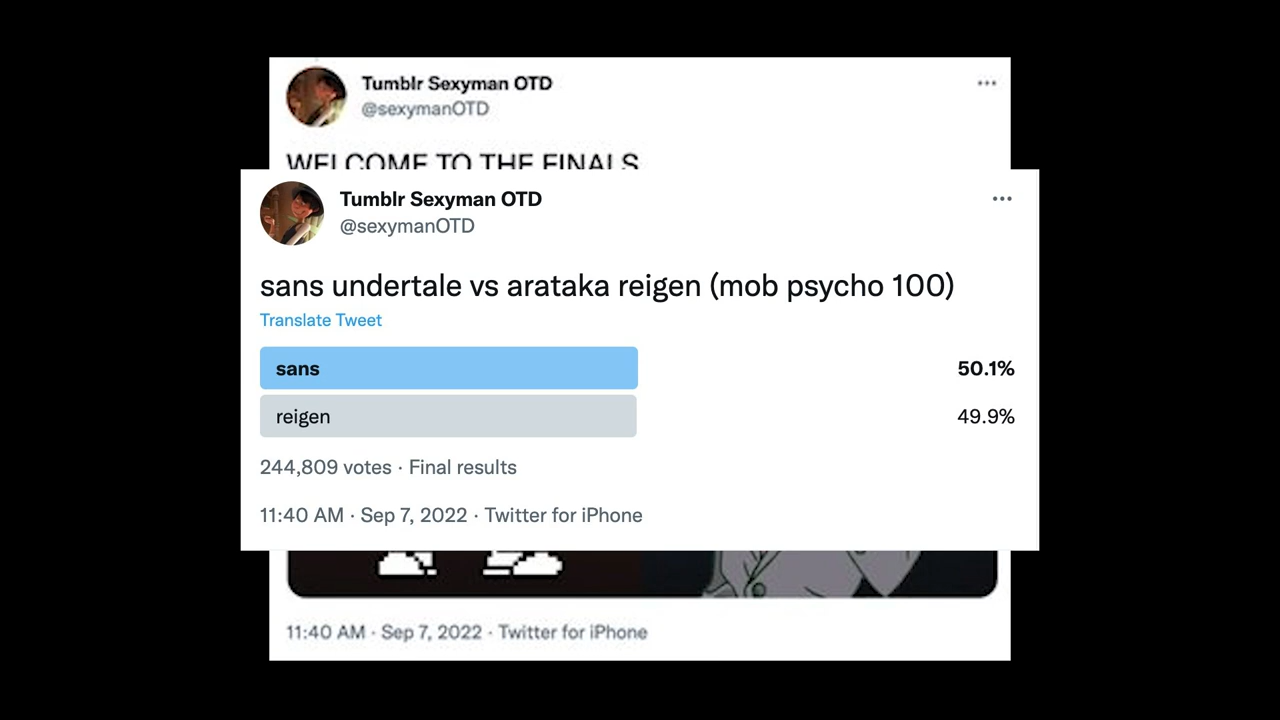 Tumblr Sexyman OTD
@sexymanOTD
WELCOME TO THE FINALS
Tumblr Sexyman OTD
@sexymanOTD
sans undertale vs arataka reigen (mob psycho 100)
Translate Tweet
sans 50.1%
reigen 49.9%
244,809 votes · Final results
11:40 AM · Sep 7, 2022 · Twitter for iPhone
11:40 AM · Sep 7, 2022 · Twitter for iPhone